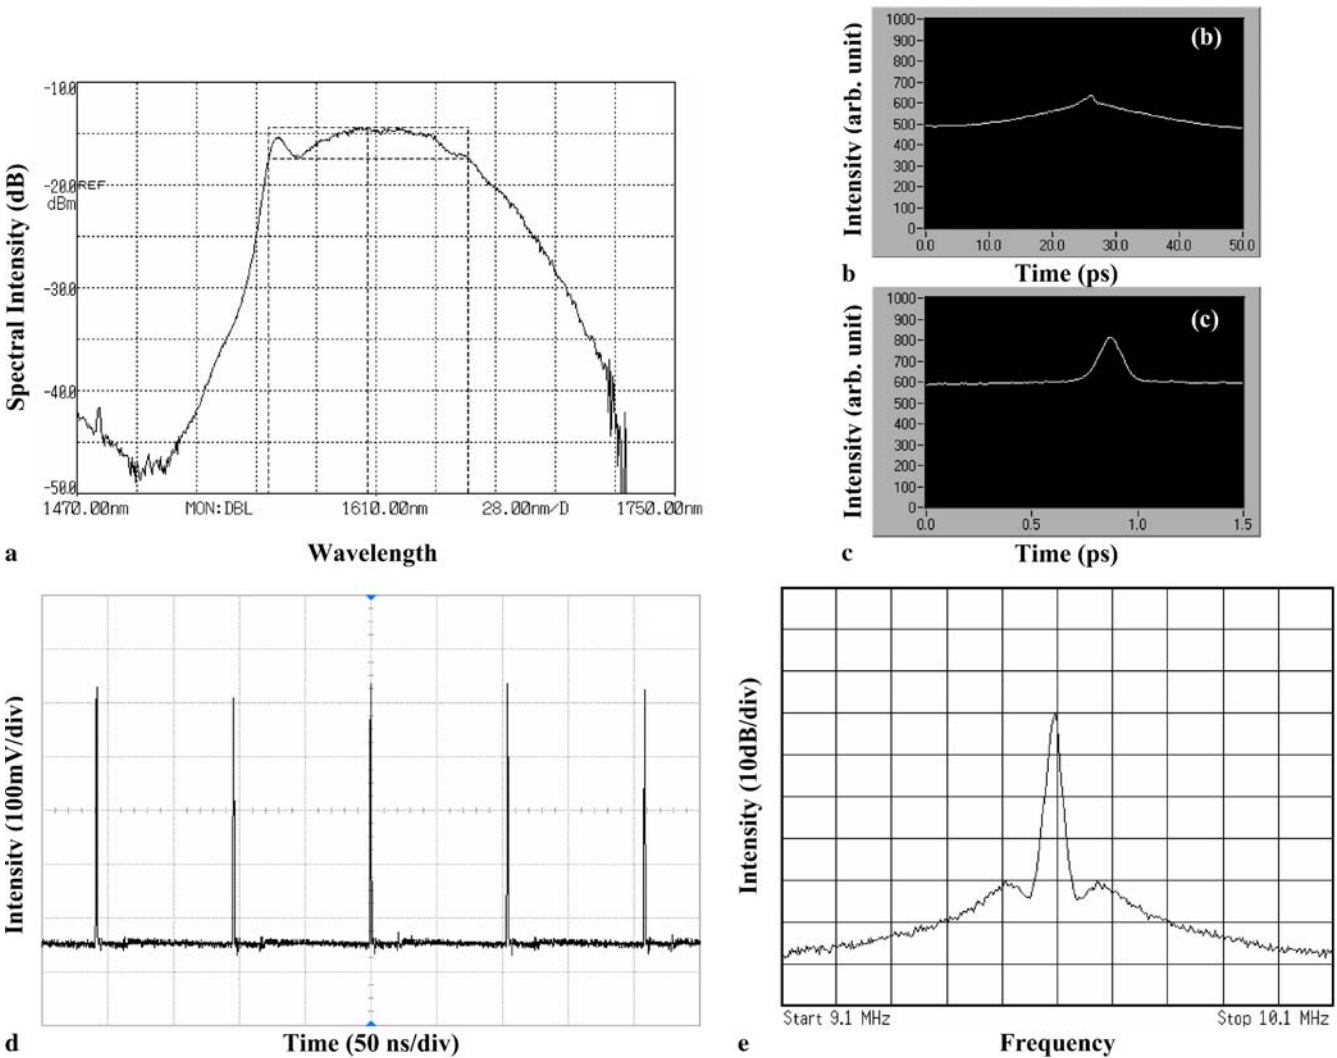 -10.0
-20.0 REF
dBm
-30.0
-40.0
-50.0
Spectral Intensity (dB)
1470.00nm MON:DBL 1610.00nm 28.00nm/D 1750.00nm
a Wavelength
(b)
1000
900
800
700
600
500
400
300
200
100
0
Intensity (arb. unit)
0.0 10.0 20.0 30.0 40.0 50.0
b Time (ps)
(c)
1000
900
800
700
600
500
400
300
200
100
0
Intensity (arb. unit)
0.0 0.5 1.0 1.5
c Time (ps)
Intensity (100mV/div)
d Time (50 ns/div)
Intensity (10dB/div)
Start 9.1 MHz Stop 10.1 MHz
e Frequency